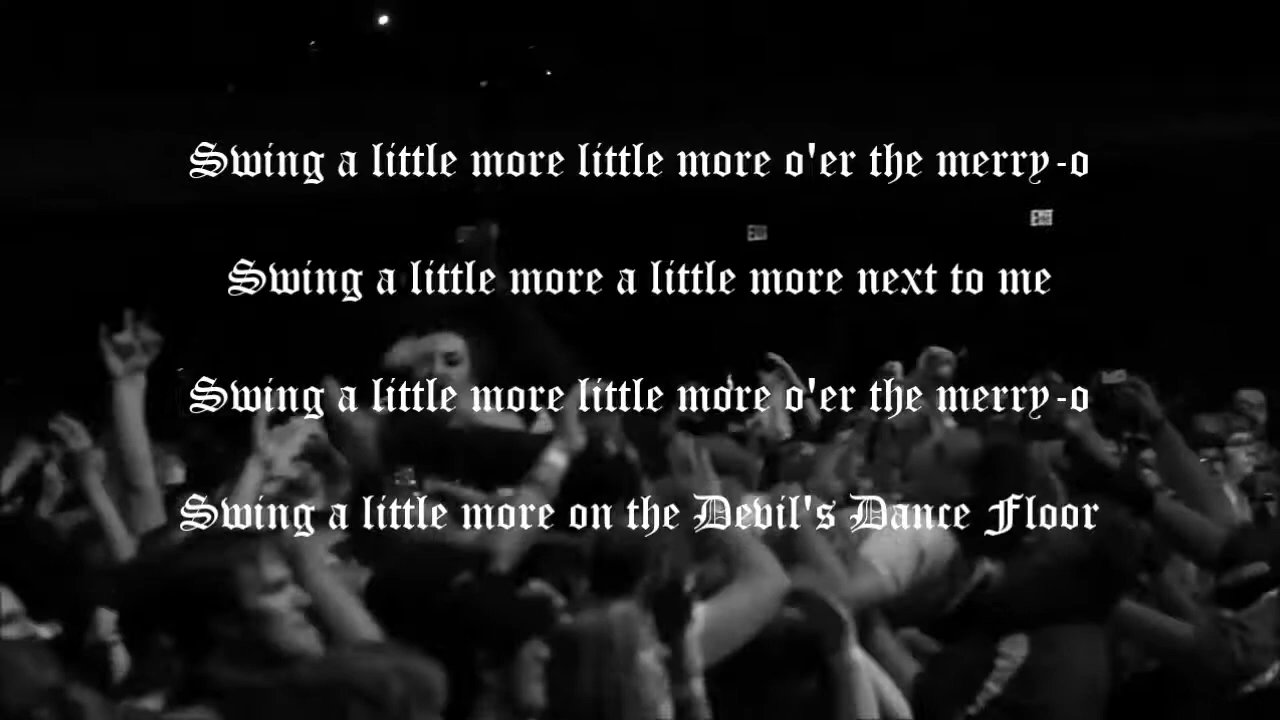 Swing a little more little more o'er the merry-o
Swing a little more a little more next to me
Swing a little more little more o'er the merry-o
Swing a little more on the Devil's Dance Floor